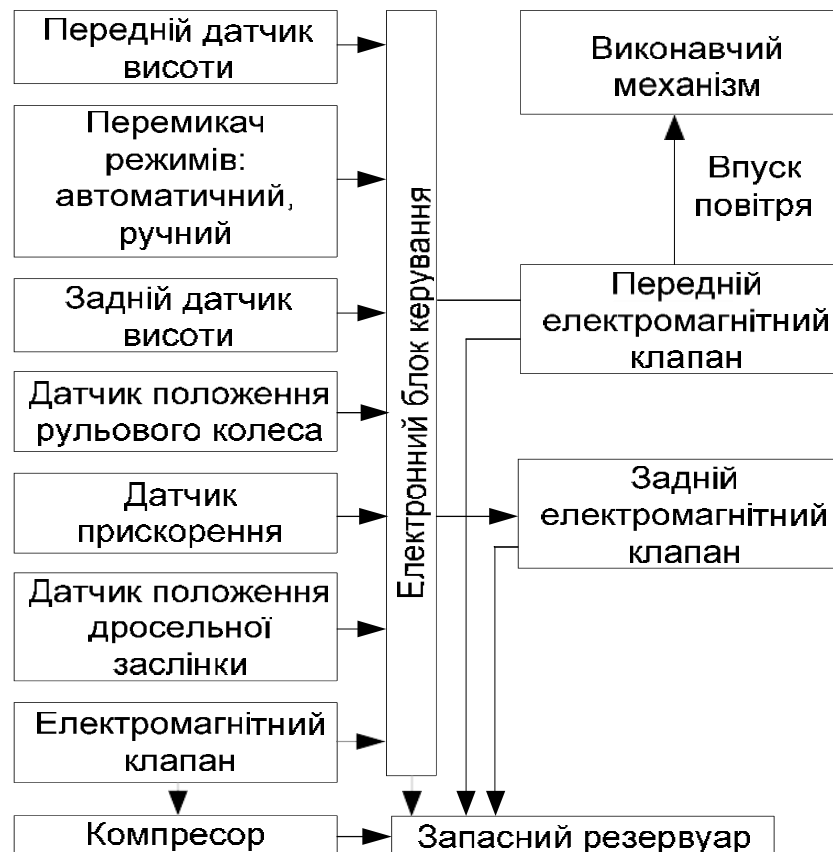 Передній датчик
висоти
Перемикач
режимів:
автоматичний,
ручний
Задній датчик
висоти
Датчик положення
рульового колеса
Датчик
прискорення
Датчик положення
дросельної
заслінки
Електромагнітний
клапан
Компресор
Електронний блок керування
Виконавчий
механізм
Впуск
повітря
Передній
електромагнітний
клапан
Задній
електромагнітний
клапан
Запасний резервуар